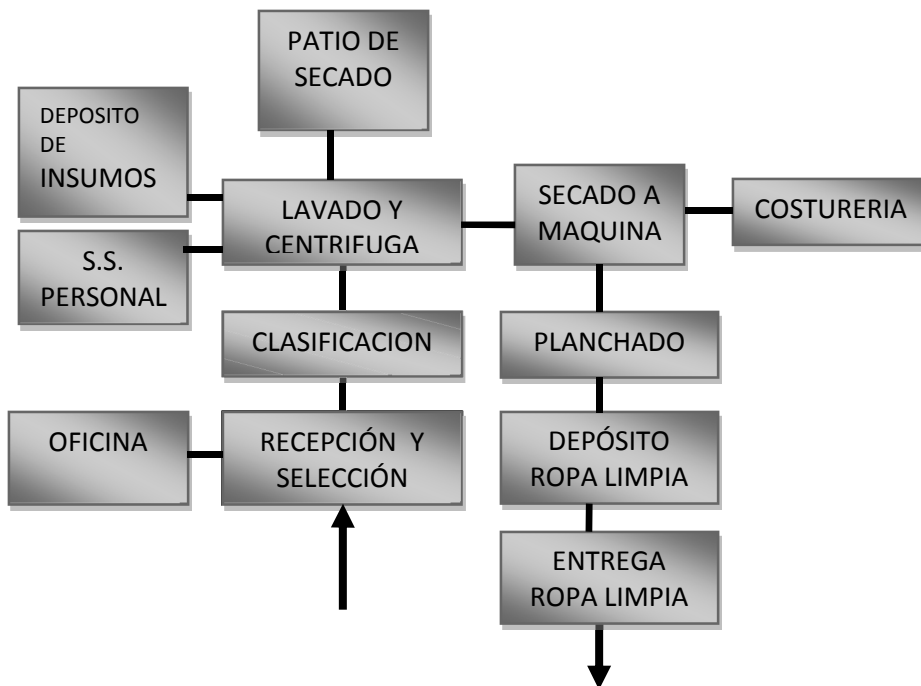 PATIO DE
SECADO
DEPOSITO
DE
INSUMOS
LAVADO Y
CENTRIFUGA
SECADO A
MAQUINA
COSTURERIA
S.S.
PERSONAL
CLASIFICACION
PLANCHADO
OFICINA
RECEPCIÓN Y
SELECCIÓN
DEPÓSITO
ROPA LIMPIA
ENTREGA
ROPA LIMPIA